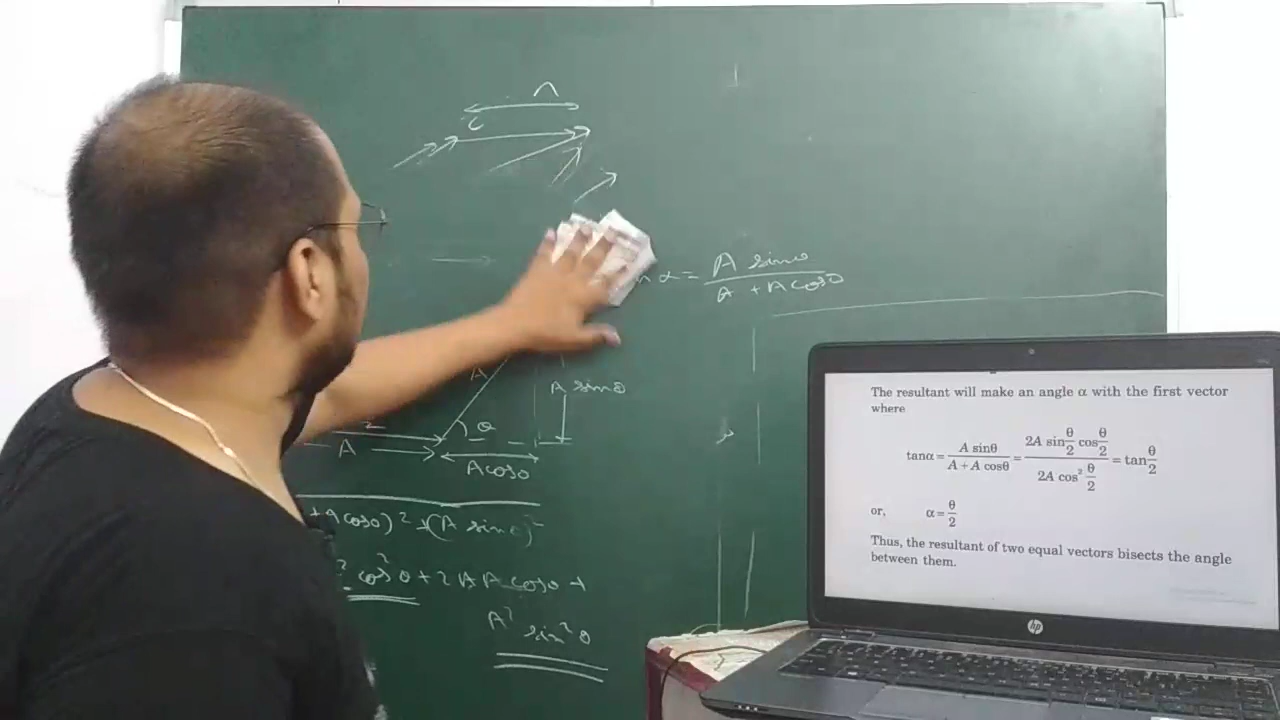 A
C
n α = A sinθ / A + A cosθ
A
A sinθ
2
θ
A
A cosθ
+ A cosθ)² + (A sinθ)²
² cos²θ + 2 A A cosθ +
A² sin²θ
The resultant will make an angle α with the first vector
where
tanα = A sinθ / A + A cosθ = 2A sin θ/2 cos θ/2 / 2A cos² θ/2 = tan θ/2
or, α = θ/2
Thus, the resultant of two equal vectors bisects the angle
between them.
hp